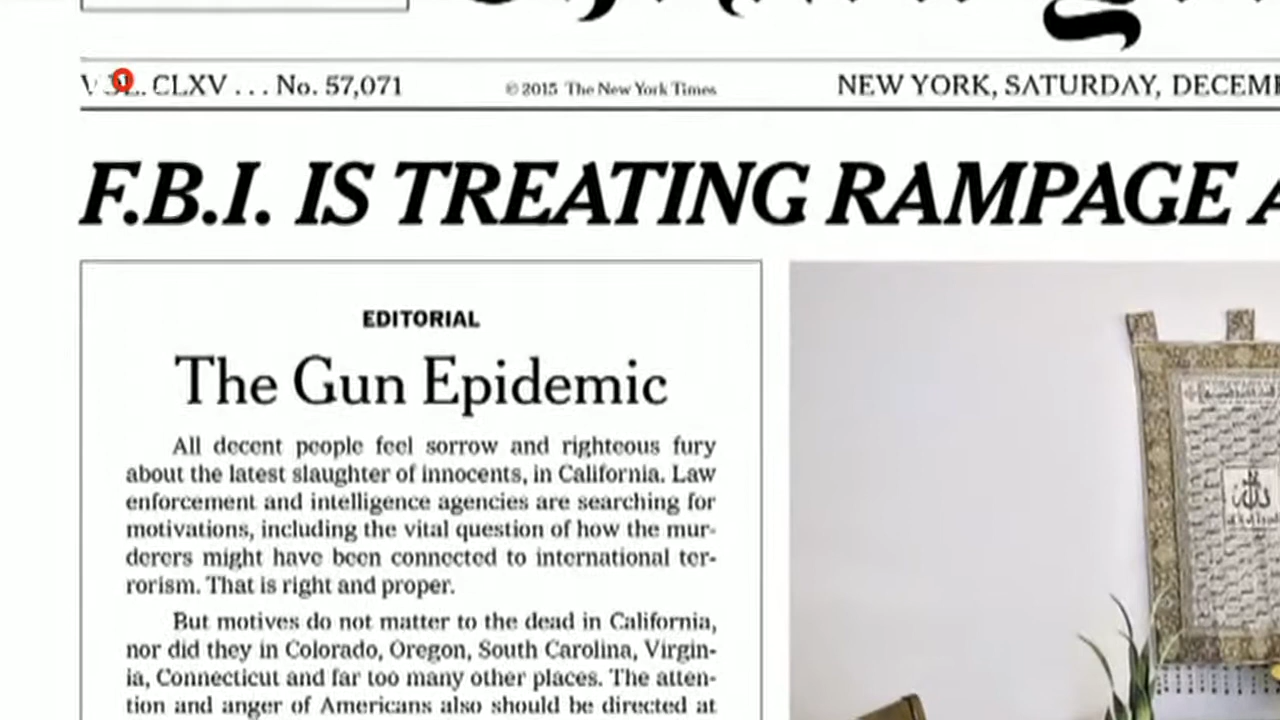 VOL. CLXV . . . No. 57,071
© 2015 The New York Times
NEW YORK, SATURDAY, DECEM
F.B.I. IS TREATING RAMPAGE A
EDITORIAL
The Gun Epidemic
All decent people feel sorrow and righteous fury
about the latest slaughter of innocents, in California. Law
enforcement and intelligence agencies are searching for
motivations, including the vital question of how the mur-
derers might have been connected to international ter-
rorism. That is right and proper.
But motives do not matter to the dead in California,
nor did they in Colorado, Oregon, South Carolina, Virgin-
ia, Connecticut and far too many other places. The atten-
tion and anger of Americans also should be directed at